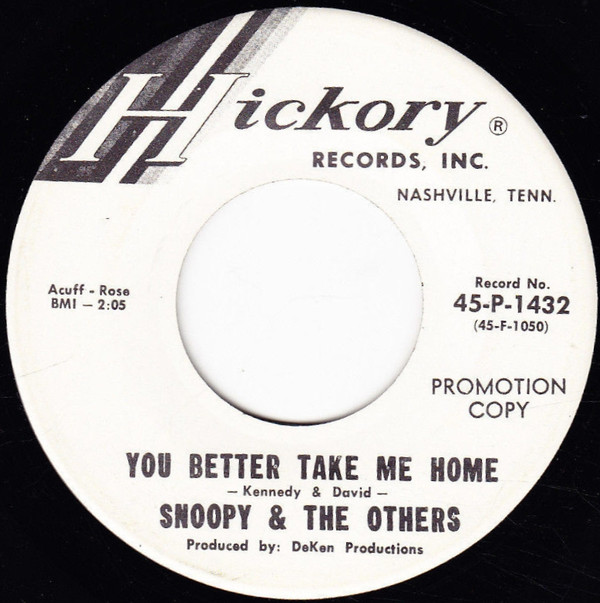 Hickory ®
RECORDS, INC.
NASHVILLE, TENN.
Acuff - Rose
BMI — 2:05
Record No.
45-P-1432
(45-F-1050)
PROMOTION
COPY
YOU BETTER TAKE ME HOME
— Kennedy & David —
SNOOPY & THE OTHERS
Produced by: DeKen Productions